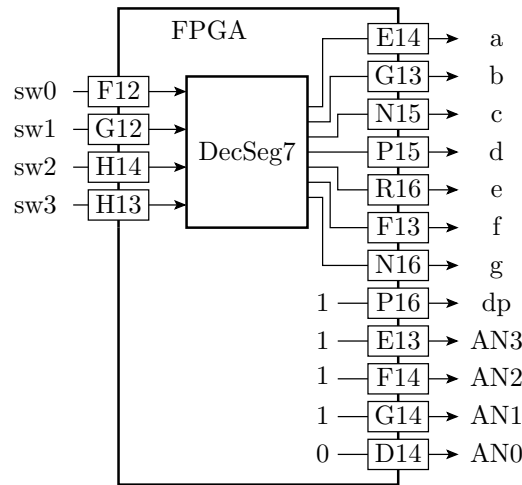 FPGA
E14 a
G13 b
sw0 F12
N15 c
sw1 G12
DecSeg7
P15 d
sw2 H14
R16 e
sw3 H13
F13 f
N16 g
1 P16 dp
1 E13 AN3
1 F14 AN2
1 G14 AN1
0 D14 AN0